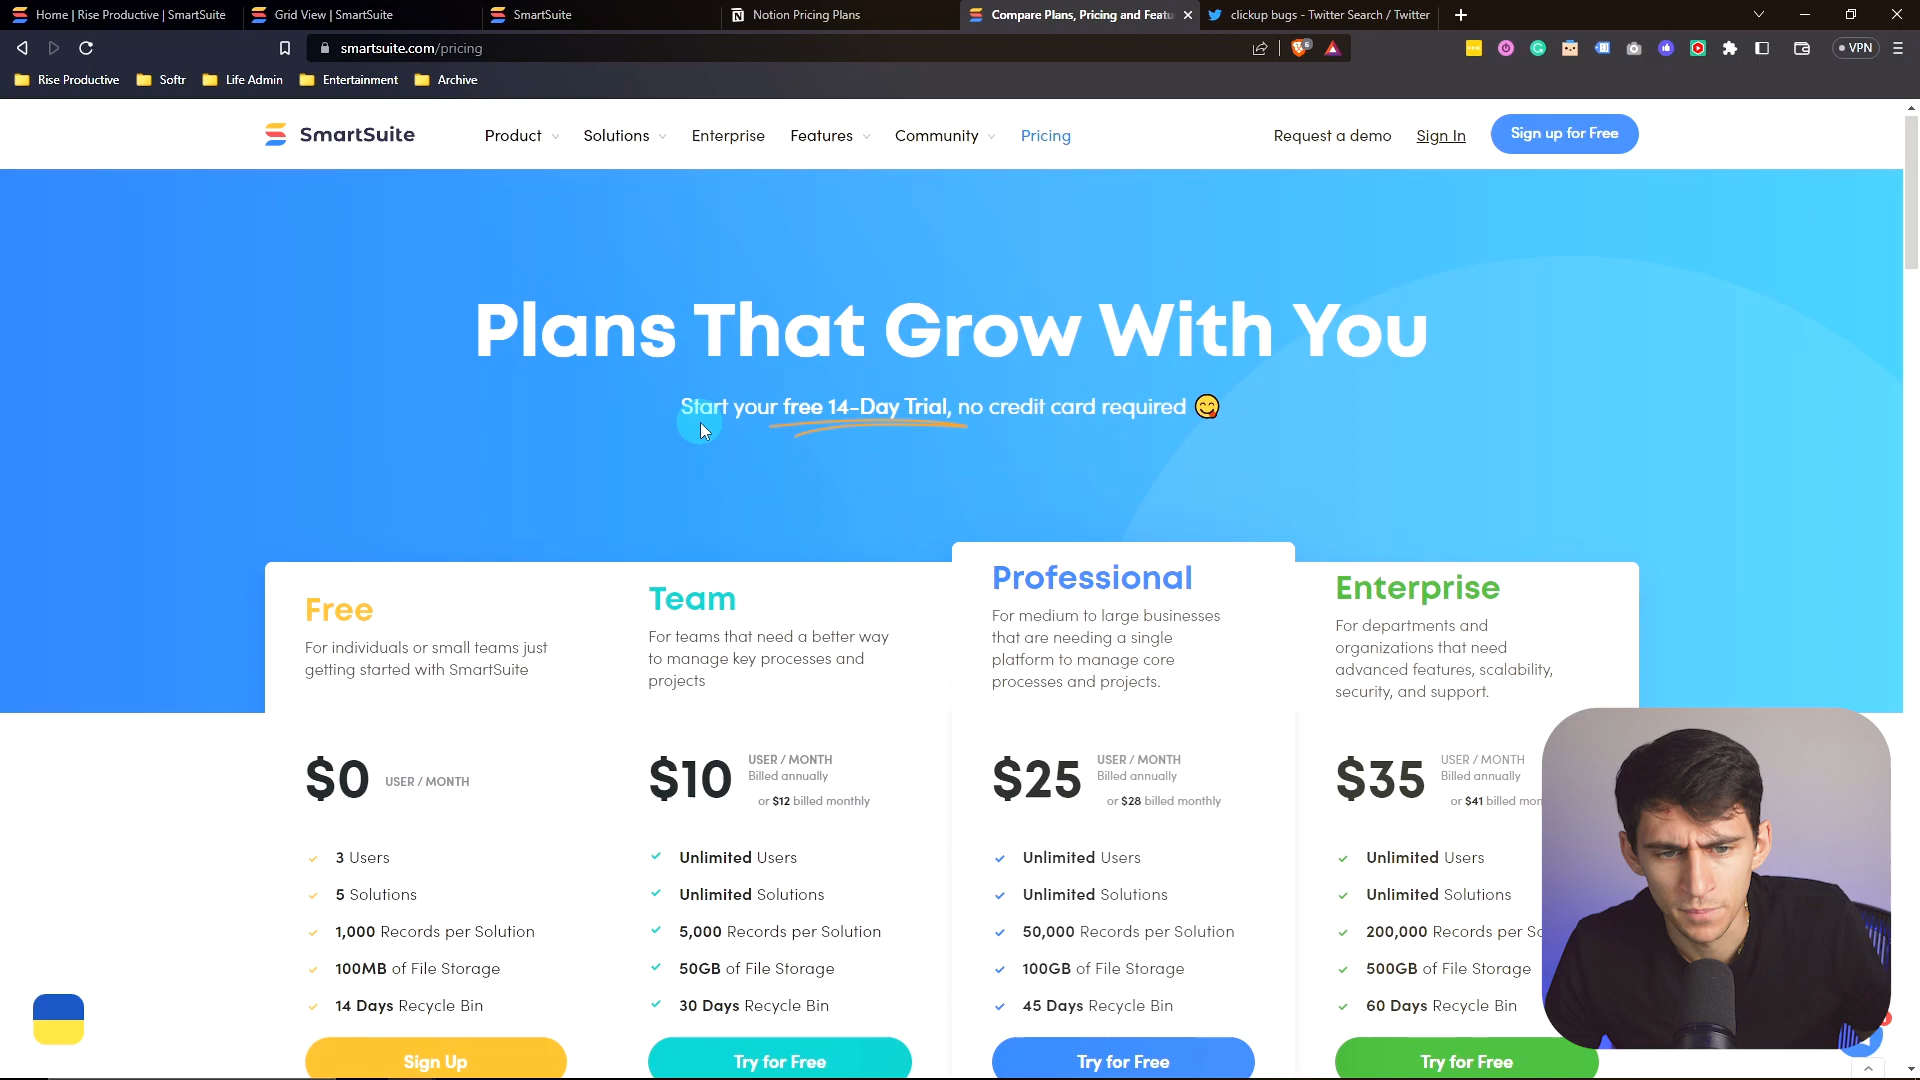 Home | Rise Productive | SmartSuite
Grid View | SmartSuite
SmartSuite
Notion Pricing Plans
Compare Plans, Pricing and Featu
clickup bugs - Twitter Search / Twitter
smartsuite.com/pricing
VPN
Rise Productive
Softr
Life Admin
Entertainment
Archive
SmartSuite
Product
Solutions
Enterprise
Features
Community
Pricing
Request a demo
Sign In
Sign up for Free
Plans That Grow With You
Start your free 14-Day Trial, no credit card required
Free
For individuals or small teams just
getting started with SmartSuite
$0 USER / MONTH
3 Users
5 Solutions
1,000 Records per Solution
100MB of File Storage
14 Days Recycle Bin
Sign Up
Team
For teams that need a better way
to manage key processes and
projects
$10 USER / MONTH
Billed annually
or $12 billed monthly
Unlimited Users
Unlimited Solutions
5,000 Records per Solution
50GB of File Storage
30 Days Recycle Bin
Try for Free
Professional
For medium to large businesses
that are needing a single
platform to manage core
processes and projects.
$25 USER / MONTH
Billed annually
or $28 billed monthly
Unlimited Users
Unlimited Solutions
50,000 Records per Solution
100GB of File Storage
45 Days Recycle Bin
Try for Free
Enterprise
For departments and
organizations that need
advanced features, scalability,
security, and support.
$35 USER / MONTH
Billed annually
or $41 billed mon
Unlimited Users
Unlimited Solutions
200,000 Records per So
500GB of File Storage
60 Days Recycle Bin
Try for Free